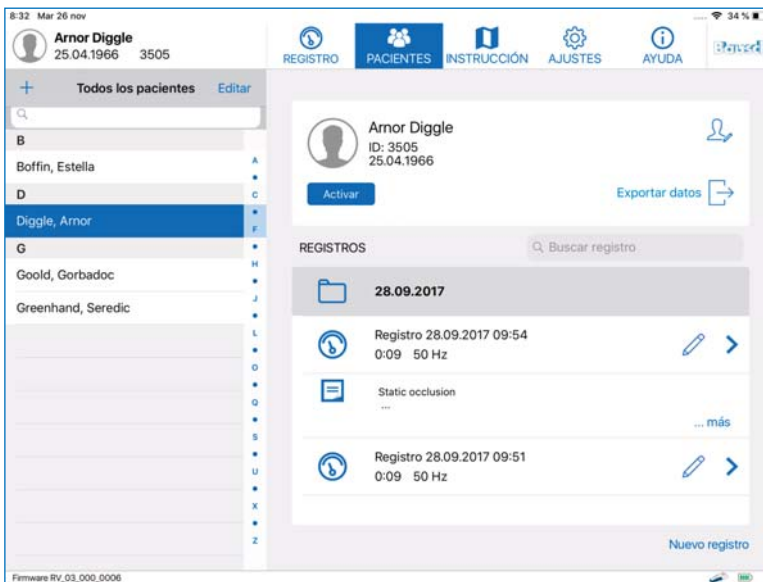 8:32 Mar 26 nov
34 %
Arnor Diggle
25.04.1966 3505
REGISTRO
PACIENTES
INSTRUCCIÓN
AJUSTES
AYUDA
+ Todos los pacientes Editar
B
Boffin, Estella
D
Diggle, Arnor
G
Goold, Gorbadoc
Greenhand, Seredic
A
C
F
H
J
L
O
Q
S
U
X
Z
Arnor Diggle
ID: 3505
25.04.1966
Activar
Exportar datos
REGISTROS
Buscar registro
28.09.2017
Registro 28.09.2017 09:54
0:09 50 Hz
Static occlusion
...
... más
Registro 28.09.2017 09:51
0:09 50 Hz
Nuevo registro
Firmware RV_03_000_0006